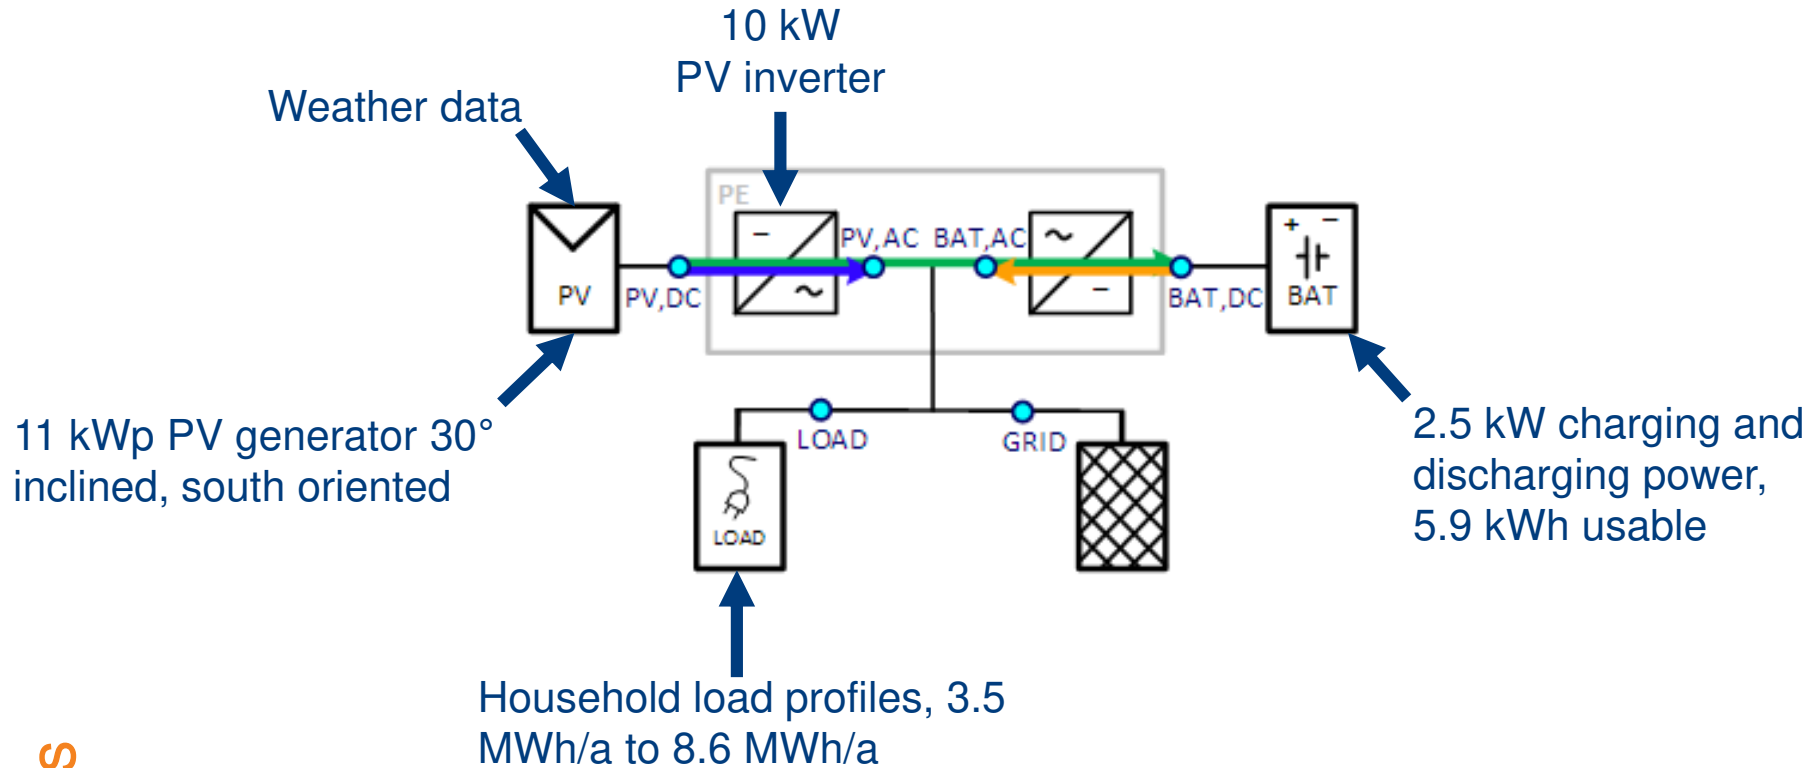 10 kW
PV inverter
Weather data
PE
PV,AC BAT,AC
PV
PV,DC
BAT,DC
BAT
11 kWp PV generator 30°
inclined, south oriented
LOAD
GRID
LOAD
2.5 kW charging and
discharging power,
5.9 kWh usable
Household load profiles, 3.5
MWh/a to 8.6 MWh/a
S